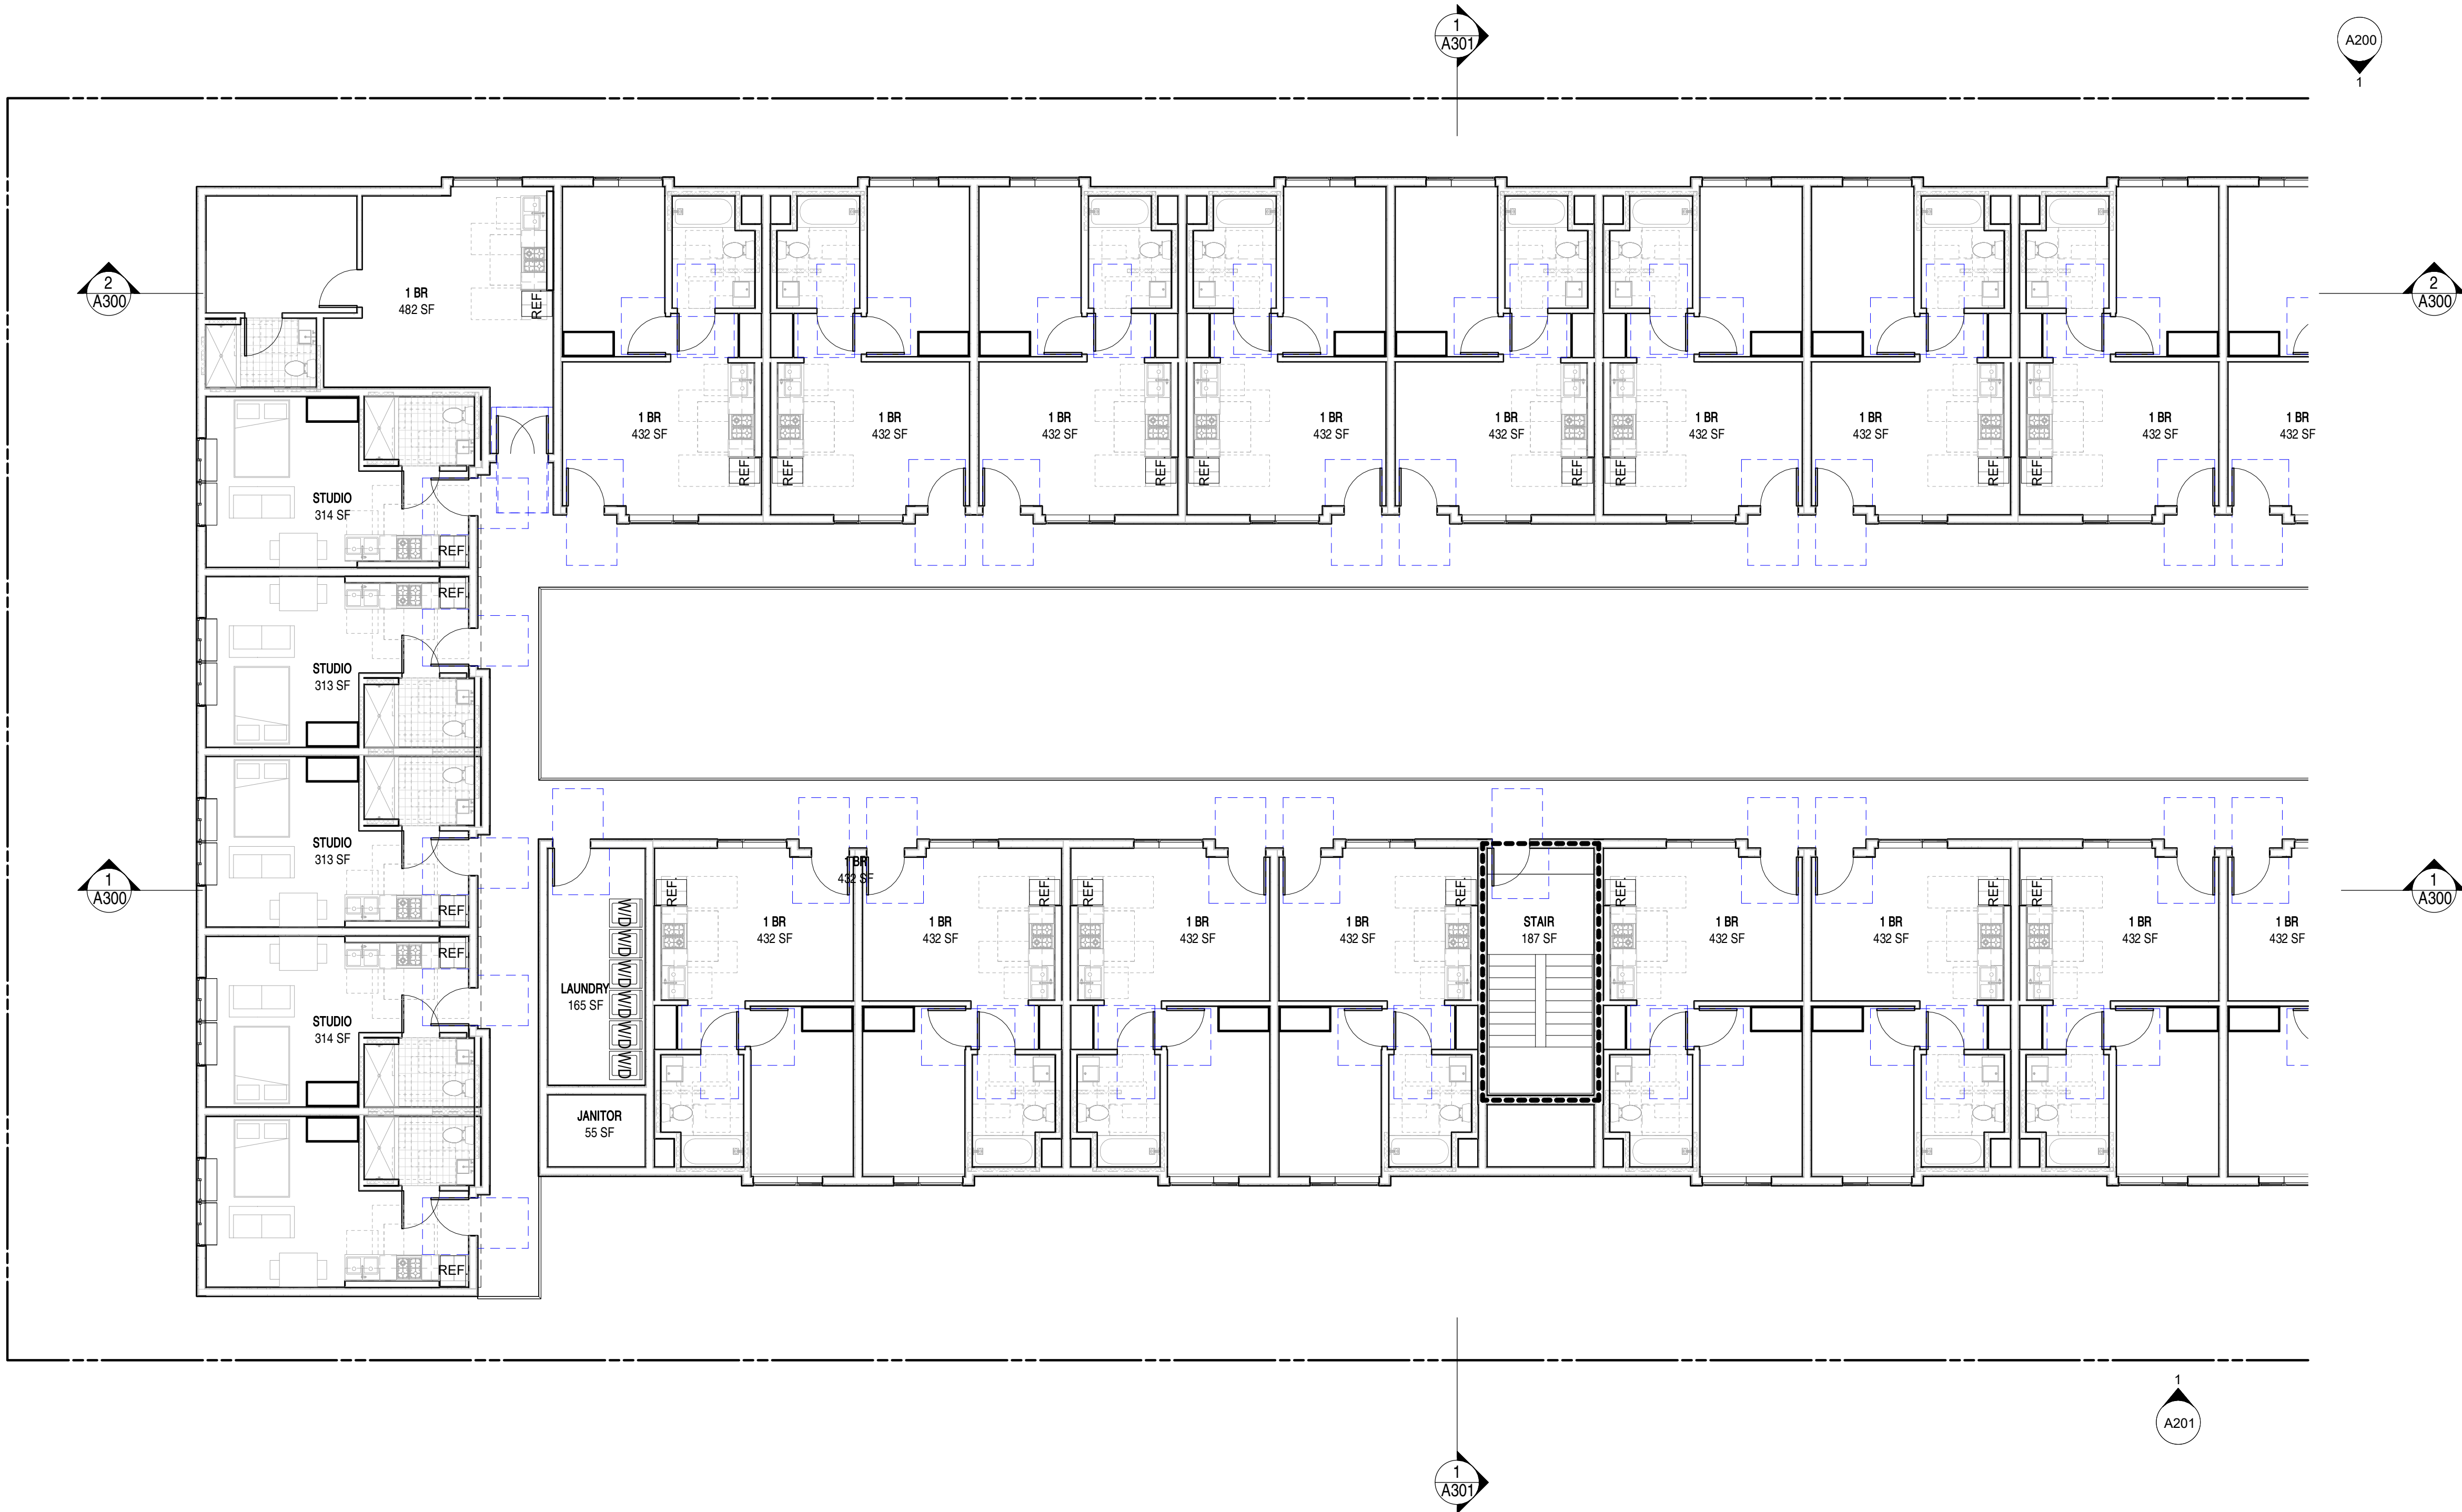 1
A301
A200
1
2
A300
2
A300
1 BR
482 SF
REF
1 BR
432 SF
1 BR
432 SF
1 BR
432 SF
1 BR
432 SF
1 BR
432 SF
1 BR
432 SF
1 BR
432 SF
1 BR
432 SF
1 BR
432 SF
REF
REF
REF
REF
REF
REF
REF
REF
STUDIO
314 SF
REF.
REF.
STUDIO
313 SF
STUDIO
313 SF
REF.
REF.
STUDIO
314 SF
REF.
1
A300
1
A300
1 BR
432 SF
REF.
REF.
REF.
REF.
REF.
REF.
REF.
1 BR
432 SF
1 BR
432 SF
1 BR
432 SF
1 BR
432 SF
STAIR
187 SF
1 BR
432 SF
1 BR
432 SF
1 BR
432 SF
1 BR
432 SF
W/D
W/D
W/D
W/D
W/D
W/D
LAUNDRY
165 SF
JANITOR
55 SF
1
A201
1
A301